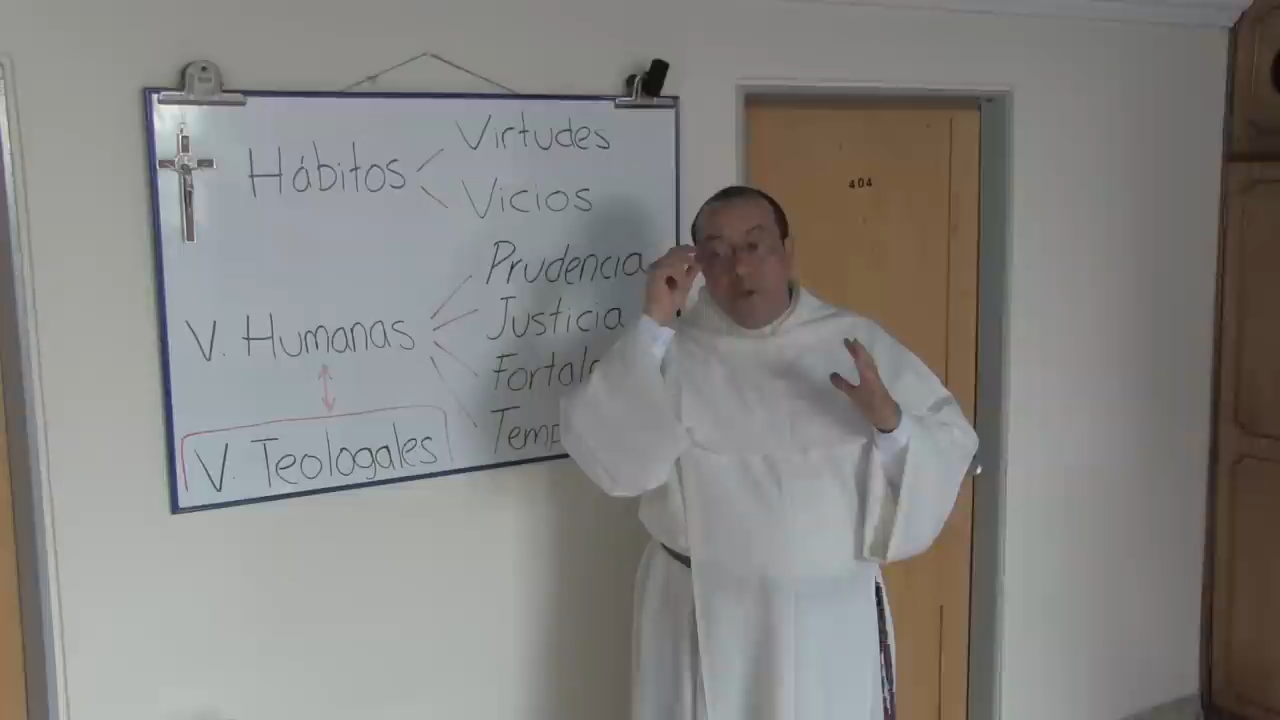 Hábitos
Virtudes
Vicios
V. Humanas
Prudencia
Justicia
V. Teologales
404